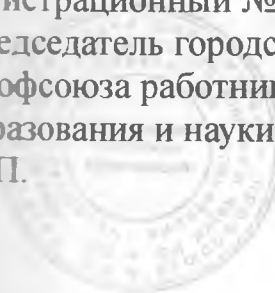 истрационный №
едседатель городс
офсоюза работник
разования и науки
П.